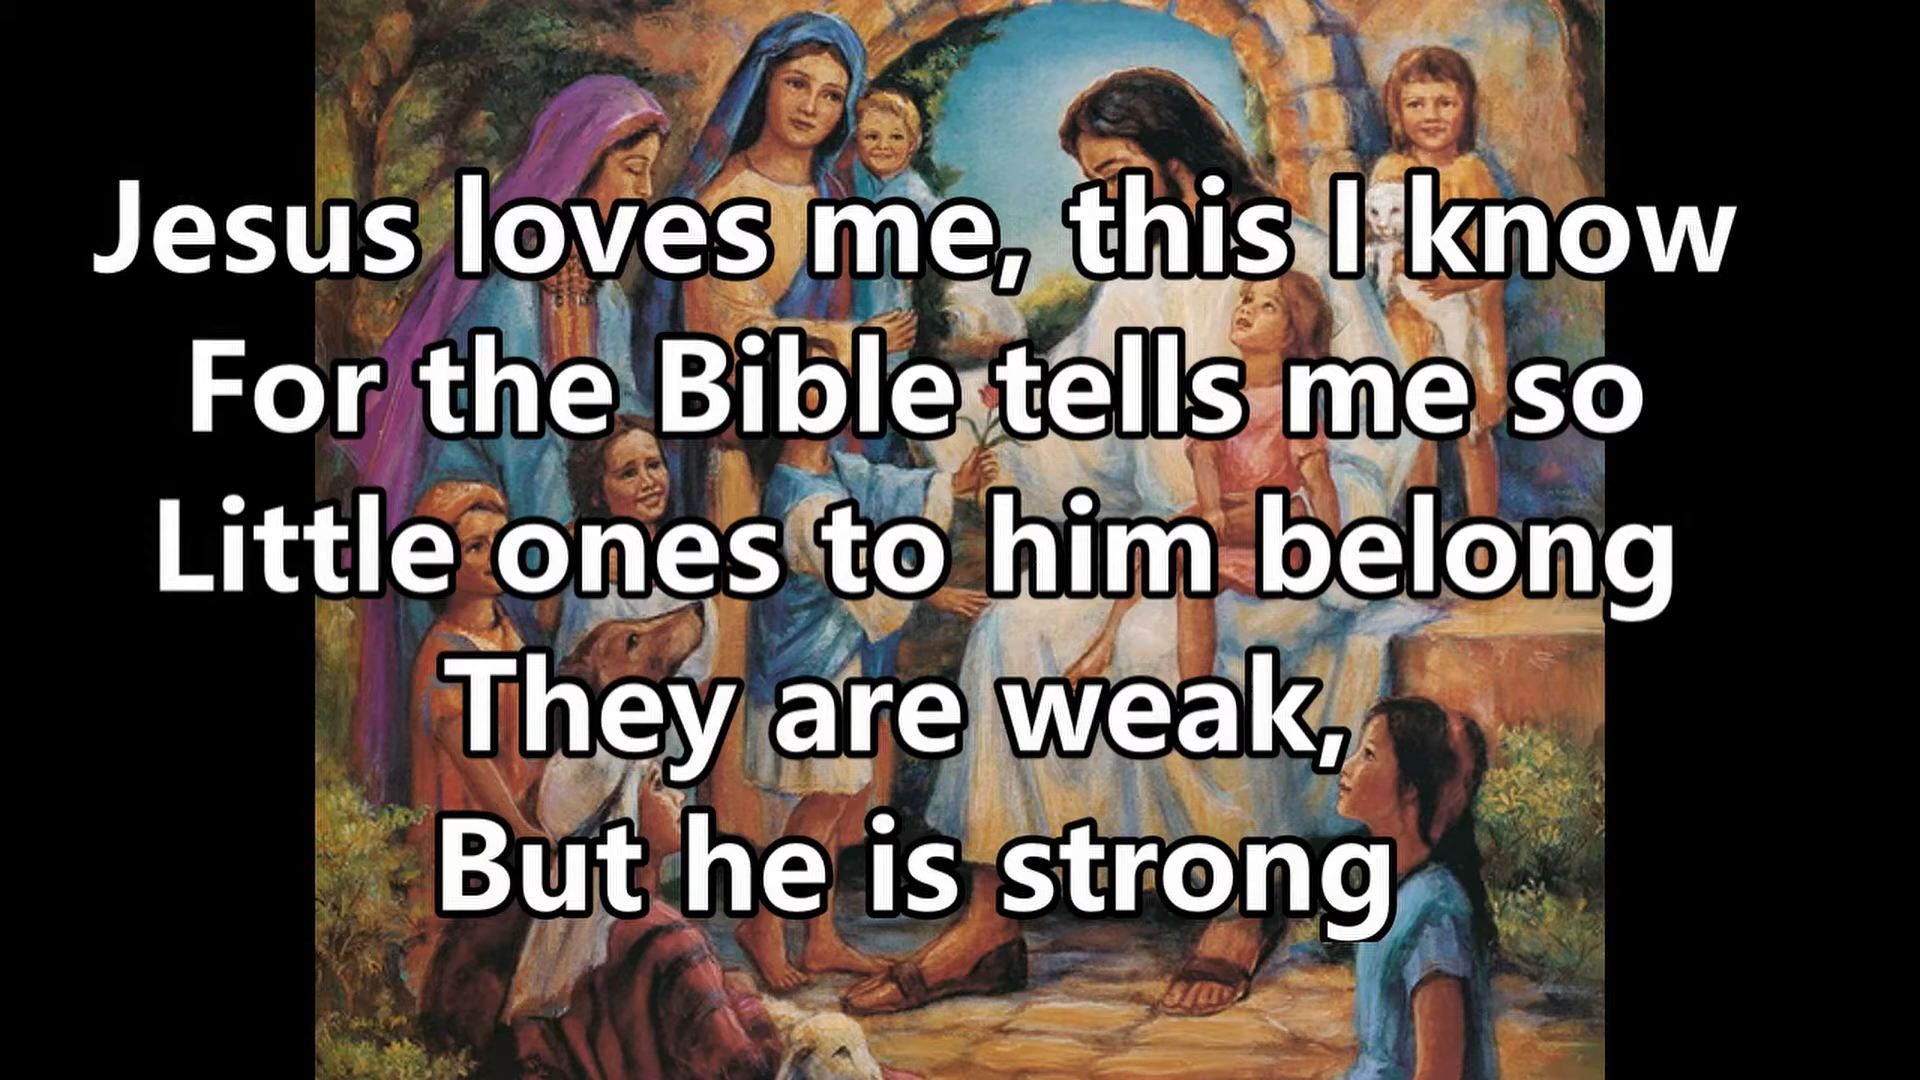 Jesus loves me, this I know
For the Bible tells me so
Little ones to him belong
They are weak,
But he is strong